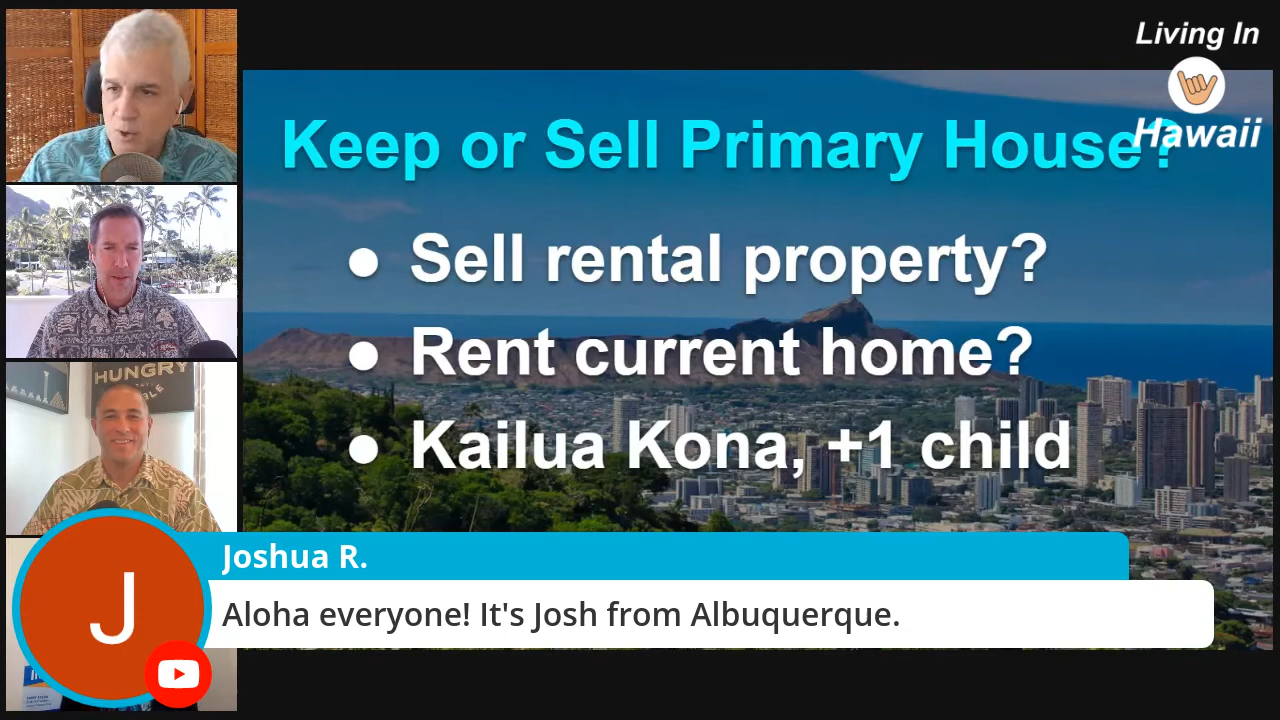 Living In
Hawaii
Keep or Sell Primary House?
● Sell rental property?
● Rent current home?
● Kailua Kona, +1 child
HUNGRY
Joshua R.
J
Aloha everyone! It's Josh from Albuquerque.